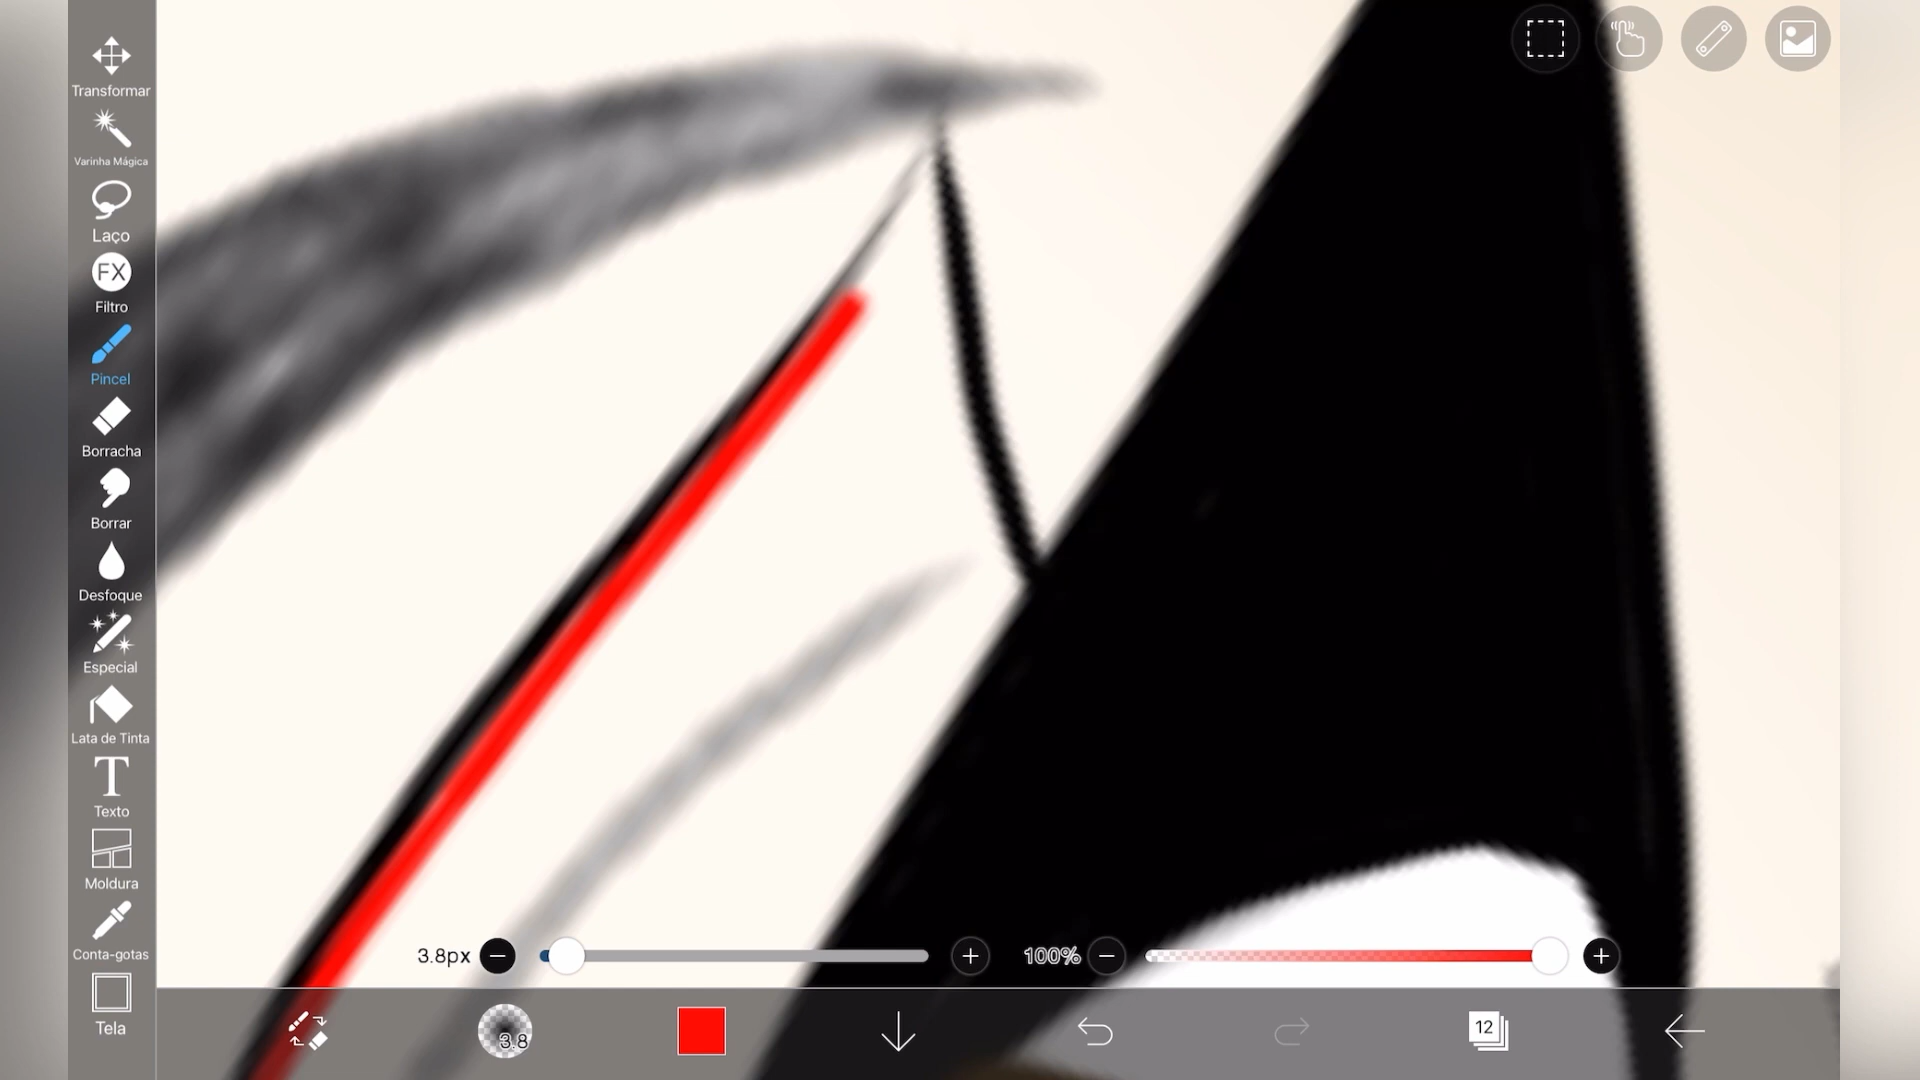 Transformar
Varinha Mágica
Laço
FX
Filtro
Pincel
Borracha
Borrar
Desfoque
Especial
Lata de Tinta
T
Texto
Moldura
Conta-gotas
Tela
3.8px
100%
3.8
12